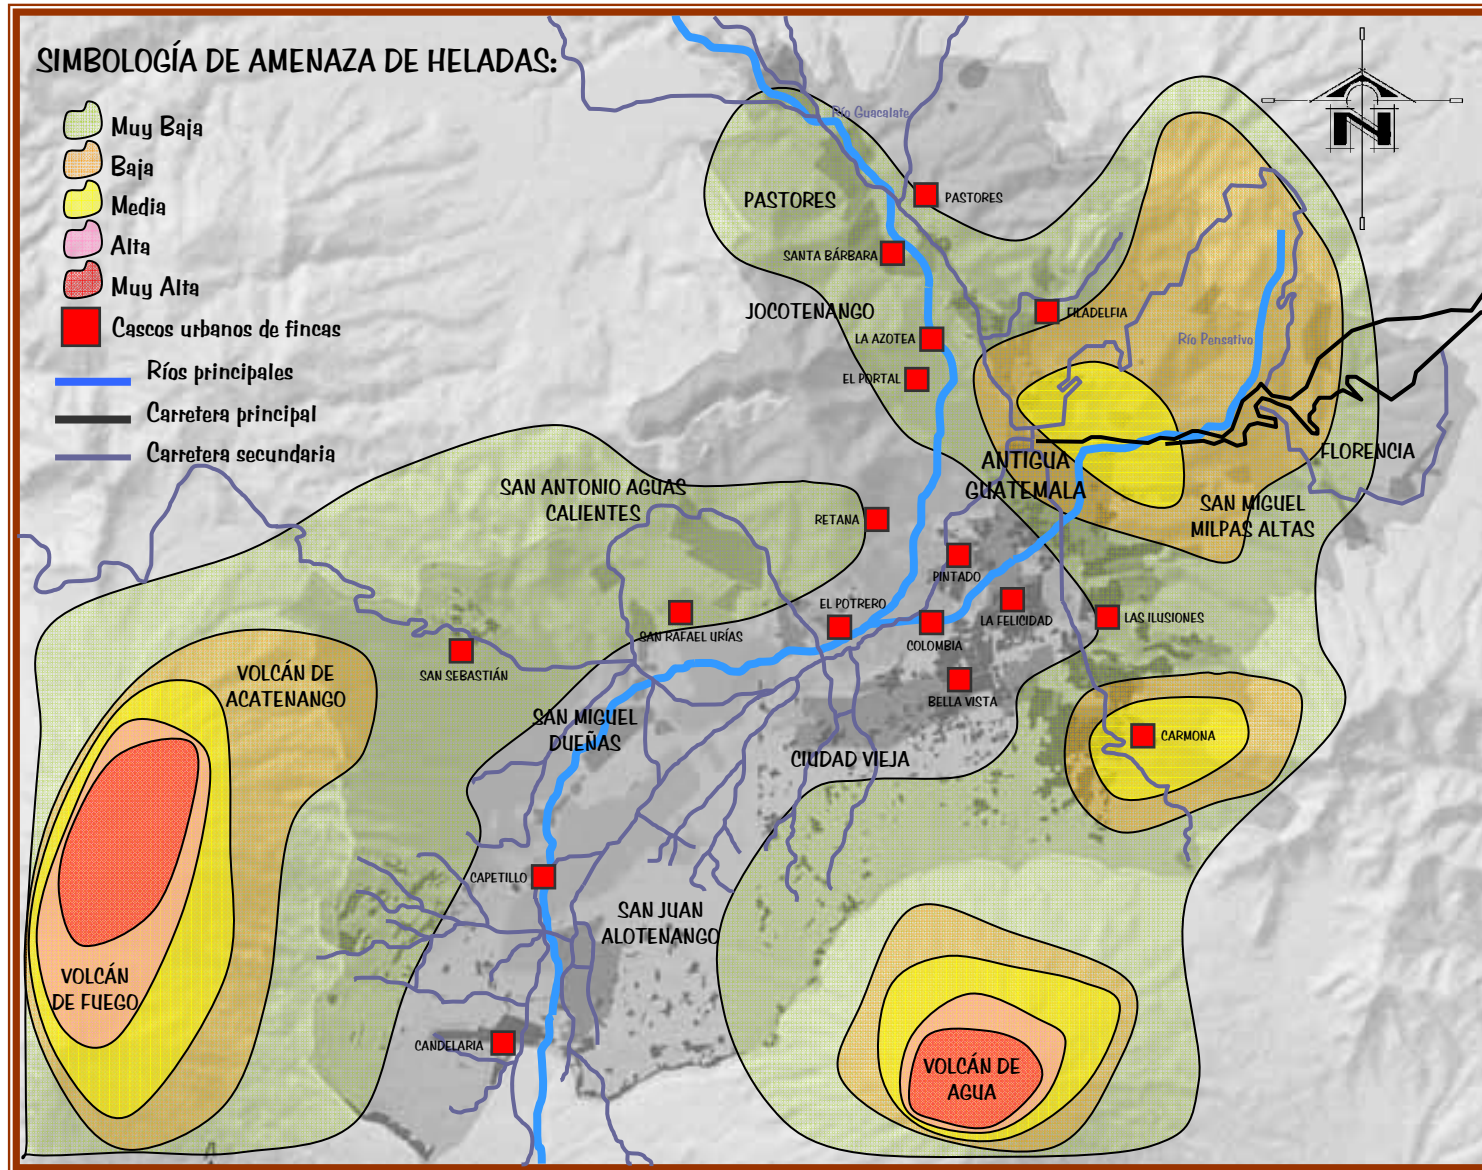 SIMBOLOGÍA DE AMENAZA DE HELADAS:
Muy Baja
Baja
Media
Alta
Muy Alta
Cascos urbanos de fincas
Ríos principales
Carretera principal
Carretera secundaria
N
Río Guacalate
PASTORES
PASTORES
SANTA BÁRBARA
JOCOTENANGO
FILADELFIA
LA AZOTEA
Río Pensativo
EL PORTAL
FLORENCIA
ANTIGUA
GUATEMALA
SAN MIGUEL
MILPAS ALTAS
SAN ANTONIO AGUAS
CALIENTES
RETANA
PINTADO
EL POTRERO
LA FELICIDAD
LAS ILUSIONES
SAN RAFAEL URÍAS
COLOMBIA
SAN SEBASTIÁN
VOLCÁN DE
ACATENANGO
BELLA VISTA
SAN MIGUEL
DUEÑAS
CARMONA
CIUDAD VIEJA
CAPETILLO
SAN JUAN
ALOTENANGO
VOLCÁN
DE FUEGO
CANDELARIA
VOLCÁN DE
AGUA